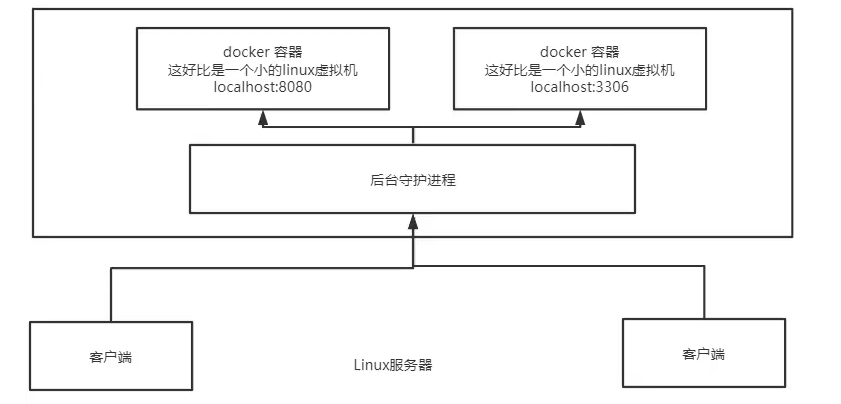 docker 容器
这好比是一个小的linux虚拟机
localhost:8080
docker 容器
这好比是一个小的linux虚拟机
localhost:3306
后台守护进程
客户端
Linux服务器
客户端